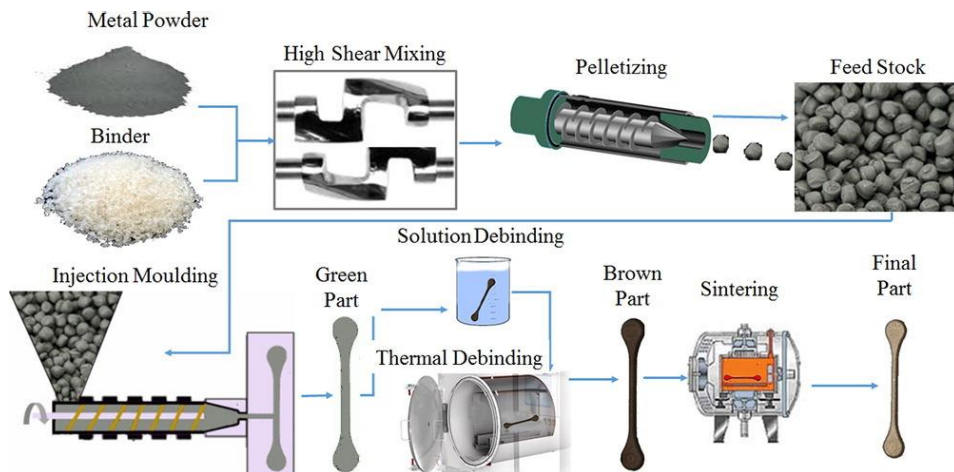 Metal Powder
High Shear Mixing
Pelletizing
Feed Stock
Binder
Solution Debinding
Injection Moulding
Green
Part
Thermal Debinding
Brown
Part
Sintering
Final
Part